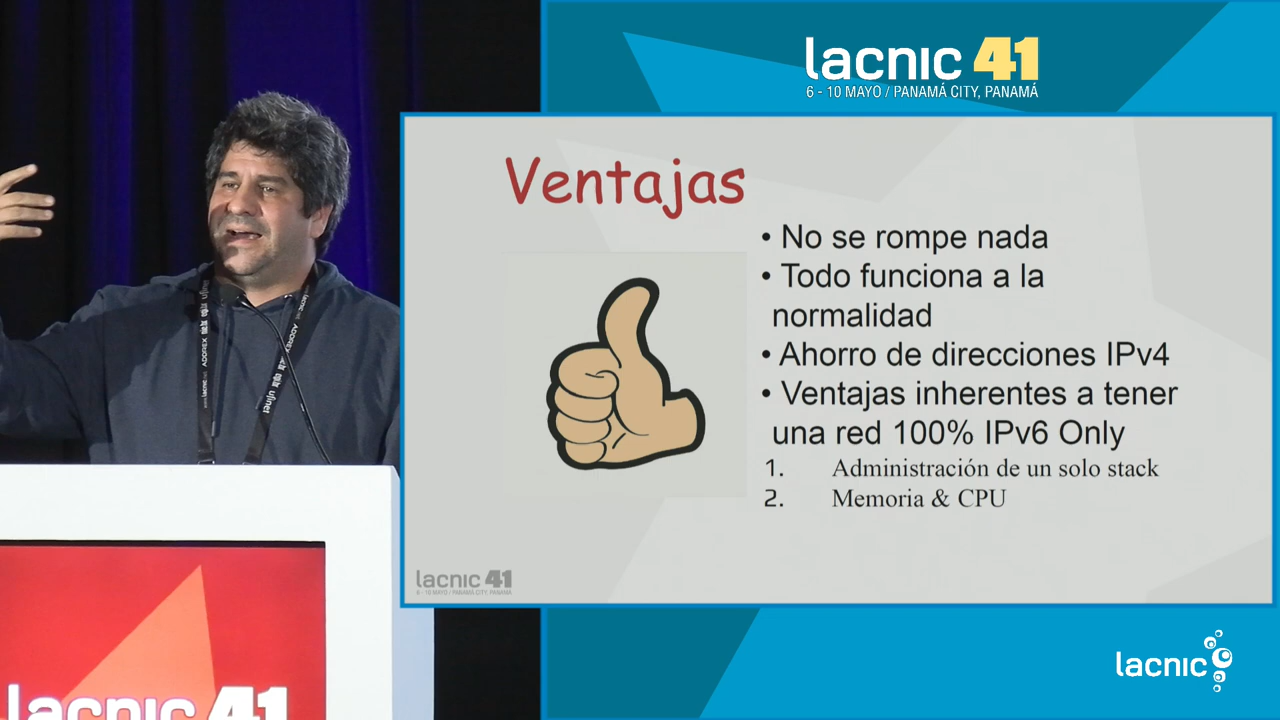 lacnic 41
6 - 10 MAYO / PANAMÁ CITY, PANAMÁ
Ventajas
• No se rompe nada
• Todo funciona a la
normalidad
• Ahorro de direcciones IPv4
• Ventajas inherentes a tener
una red 100% IPv6 Only
1. Administración de un solo stack
2. Memoria & CPU
lacnic 41
6 - 10 MAYO / PANAMÁ CITY, PANAMÁ
lacnic
lacnic 41
ADOREX
ufinet